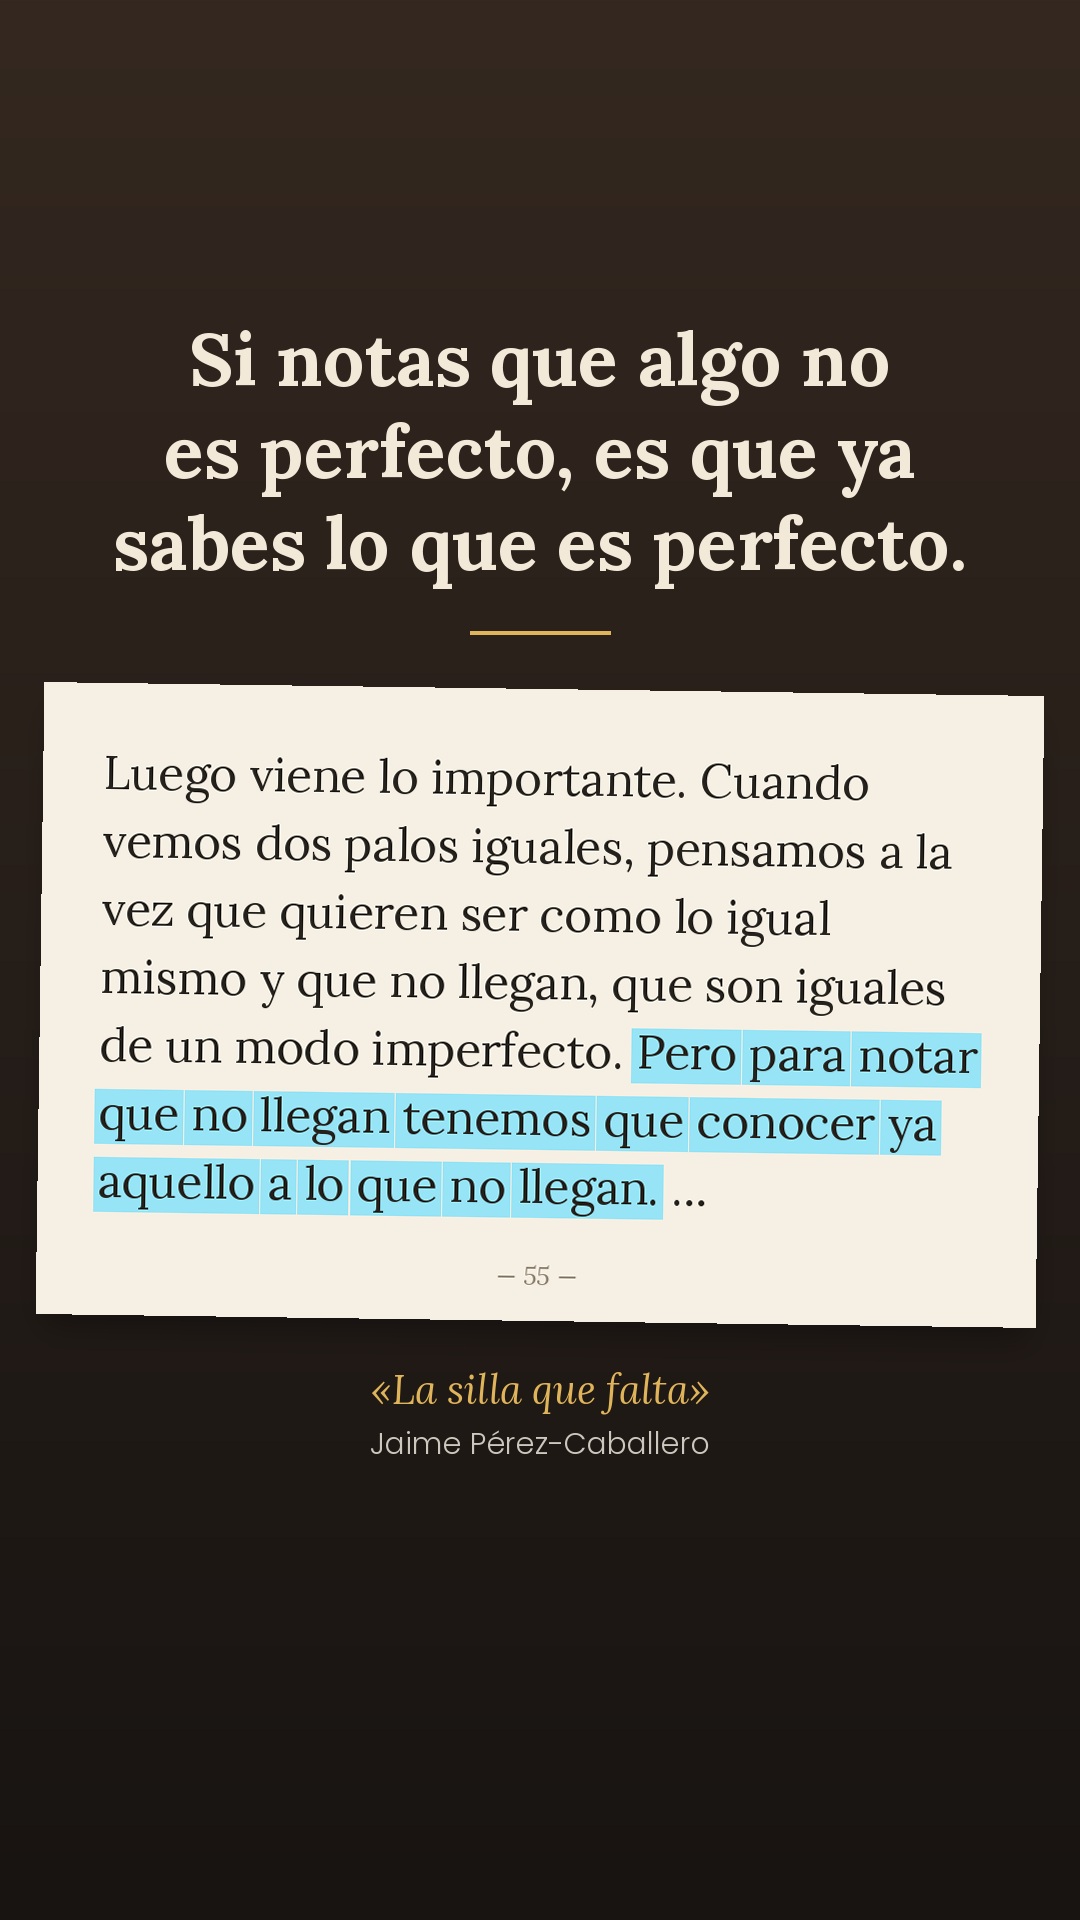 Si notas que algo no
es perfecto, es que ya
sabes lo que es perfecto.
Luego viene lo importante. Cuando
vemos dos palos iguales, pensamos a la
vez que quieren ser como lo igual
mismo y que no llegan, que son iguales
de un modo imperfecto. Pero para notar
que no llegan tenemos que conocer ya
aquello a lo que no llegan. ...
— 55 —
«La silla que falta»
Jaime Pérez-Caballero